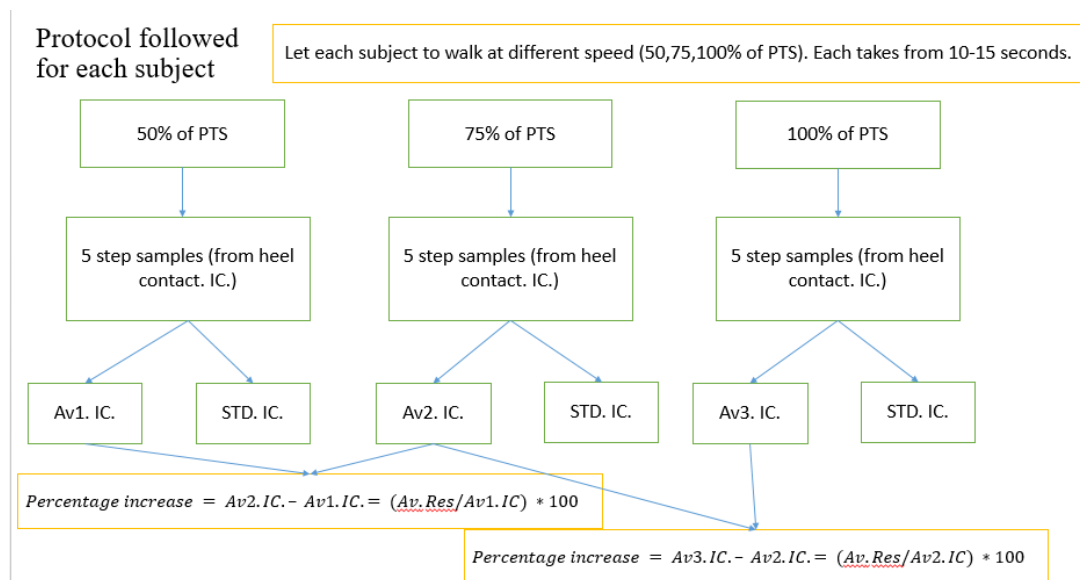 Protocol followed
for each subject
Let each subject to walk at different speed (50,75,100% of PTS). Each takes from 10-15 seconds.
50% of PTS
75% of PTS
100% of PTS
5 step samples (from heel
contact. IC.)
5 step samples (from heel
contact. IC.)
5 step samples (from heel
contact. IC.)
Av1. IC.
STD. IC.
Av2. IC.
STD. IC.
Av3. IC.
STD. IC.
Percentage increase = Av2.IC.- Av1.IC.= (Av.Res/Av1.IC) * 100
Percentage increase = Av3.IC.- Av2.IC.= (Av.Res/Av2.IC) * 100